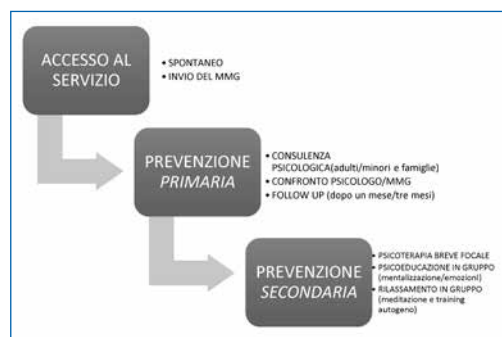 ACCESSO AL
SERVIZIO
• SPONTANEO
• INVIO DEL MMG
PREVENZIONE
PRIMARIA
• CONSULENZA
PSICOLOGICA(adulti/minori e famiglie)
• CONFRONTO PSICOLOGO/MMG
• FOLLOW UP (dopo un mese/tre mesi)
PREVENZIONE
SECONDARIA
• PSICOTERAPIA BREVE FOCALE
• PSICOEDUCAZIONE IN GRUPPO
(mentalizzazione/emozioni)
• RILASSAMENTO IN GRUPPO
(meditazione e training
autogeno)